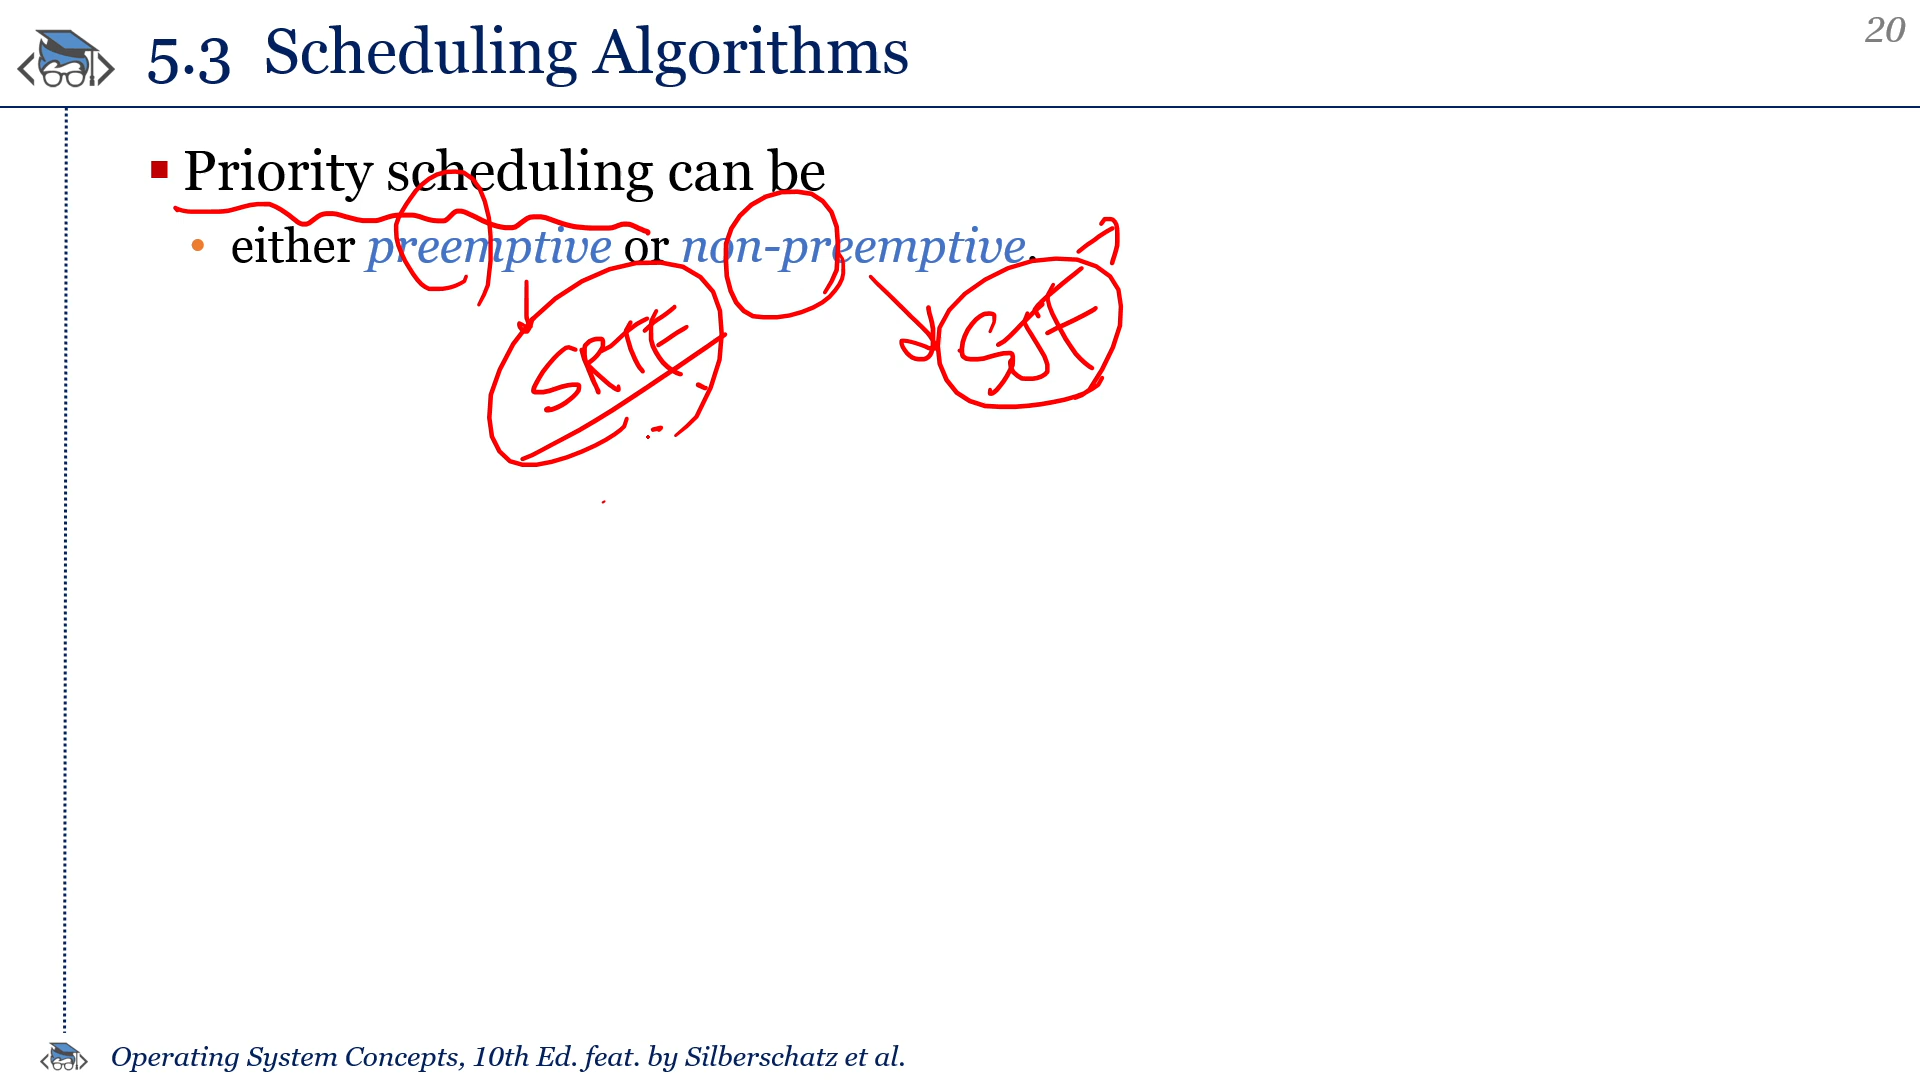 20
5.3 Scheduling Algorithms
Priority scheduling can be
either preemptive or non-preemptive.
SRTF
SJF
Operating System Concepts, 10th Ed. feat. by Silberschatz et al.